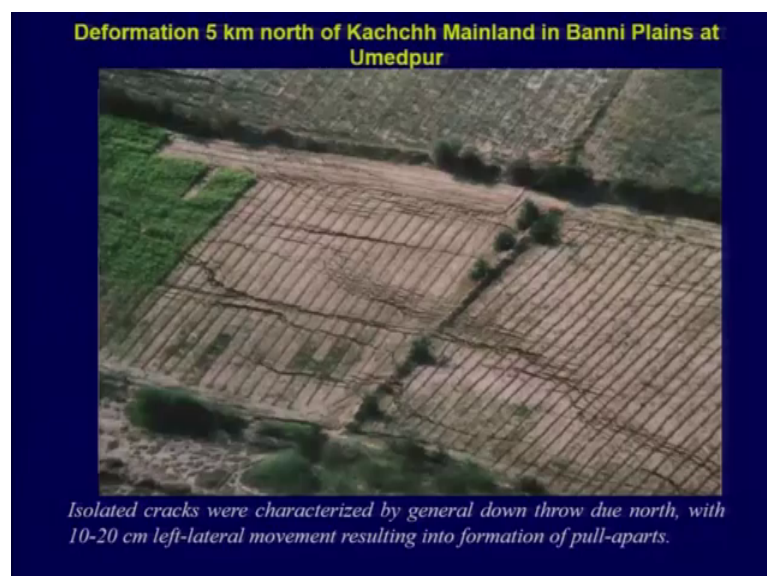 Deformation 5 km north of Kachchh Mainland in Banni Plains at
Umedpur
Isolated cracks were characterized by general down throw due north, with
10-20 cm left-lateral movement resulting into formation of pull-aparts.